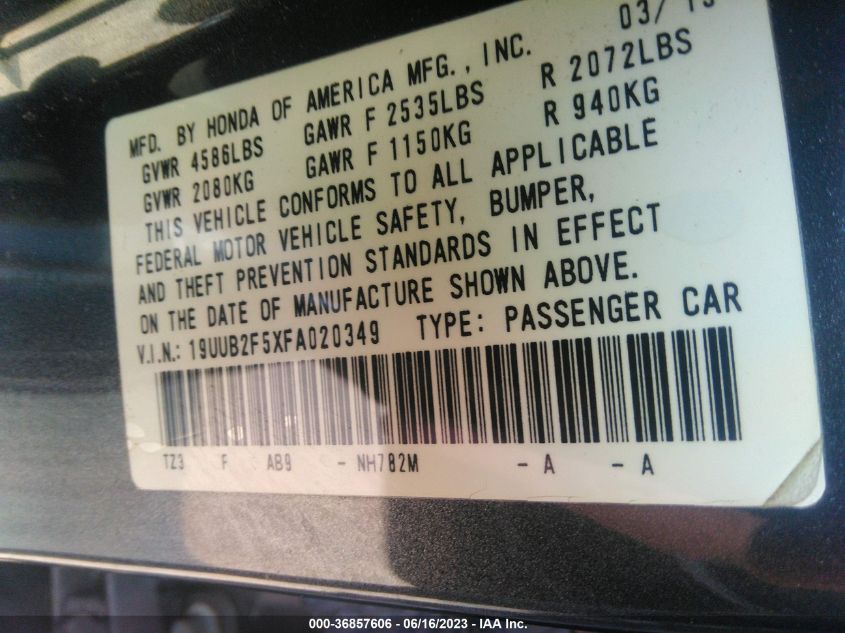 03/ 15
MFD. BY HONDA OF AMERICA MFG., INC.
GVWR 4586LBS GAWR F 2535LBS R 2072LBS
GVWR 2080KG GAWR F 1150KG R 940KG
THIS VEHICLE CONFORMS TO ALL APPLICABLE
FEDERAL MOTOR VEHICLE SAFETY, BUMPER,
AND THEFT PREVENTION STANDARDS IN EFFECT
ON THE DATE OF MANUFACTURE SHOWN ABOVE.
V.I.N.: 19UUB2F5XFA020349 TYPE: PASSENGER CAR
TZ3 F AB9 - NH782M - A - A
000-36857606 - 06/16/2023 - IAA Inc.